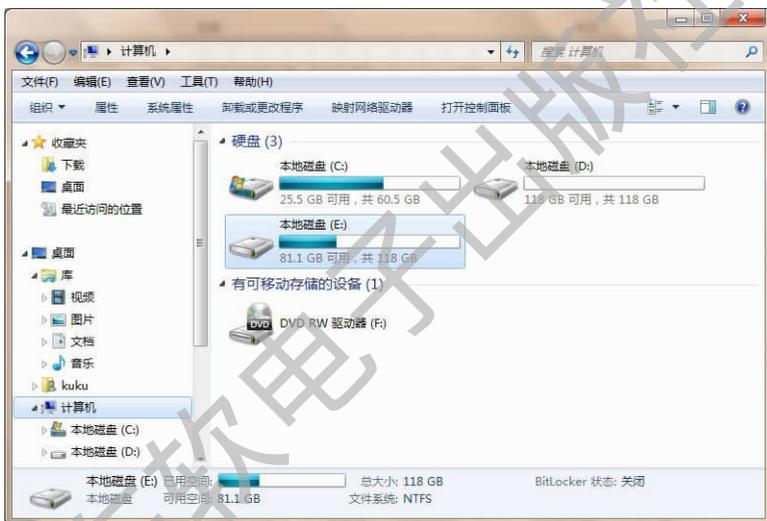 计算机
搜索 计算机
文件(F) 编辑(E) 查看(V) 工具(T) 帮助(H)
组织 属性 系统属性 卸载或更改程序 映射网络驱动器 打开控制面板
收藏夹
下载
桌面
最近访问的位置
桌面
库
视频
图片
文档
音乐
kuku
计算机
本地磁盘 (C:)
本地磁盘 (D:)
硬盘 (3)
本地磁盘 (C:)
25.5 GB 可用，共 60.5 GB
本地磁盘 (D:)
118 GB 可用，共 118 GB
本地磁盘 (E:)
81.1 GB 可用，共 118 GB
有可移动存储的设备 (1)
DVD
DVD RW 驱动器 (F:)
本地磁盘 (E:) 已用空间: 总大小: 118 GB BitLocker 状态: 关闭
本地磁盘 可用空间: 81.1 GB 文件系统: NTFS
软电子出版社